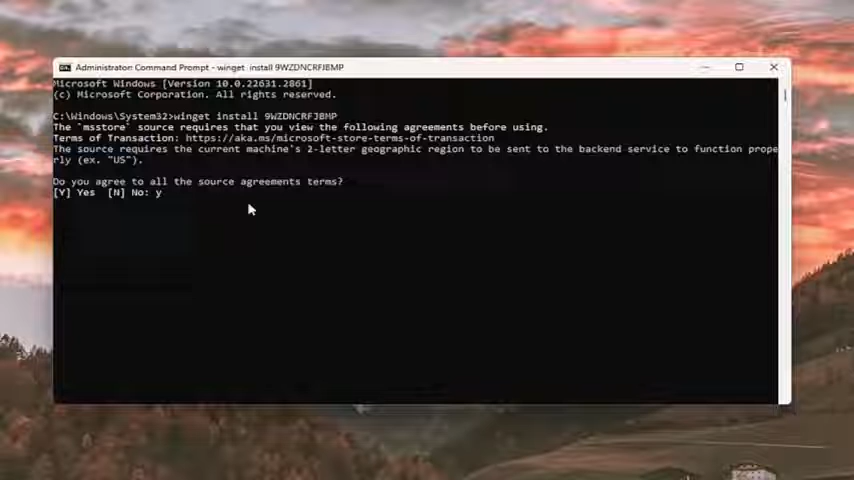 Administrator: Command Prompt - winget  install 9WZDNCRFJBMP
Microsoft Windows [Version 10.0.22631.2861]
(c) Microsoft Corporation. All rights reserved.
C:\Windows\System32>winget install 9WZDNCRFJBMP
The `msstore` source requires that you view the following agreements before using.
Terms of Transaction: https://aka.ms/microsoft-store-terms-of-transaction
The source requires the current machine's 2-letter geographic region to be sent to the backend service to function prope
rly (ex. "US").
Do you agree to all the source agreements terms?
[Y] Yes  [N] No: y